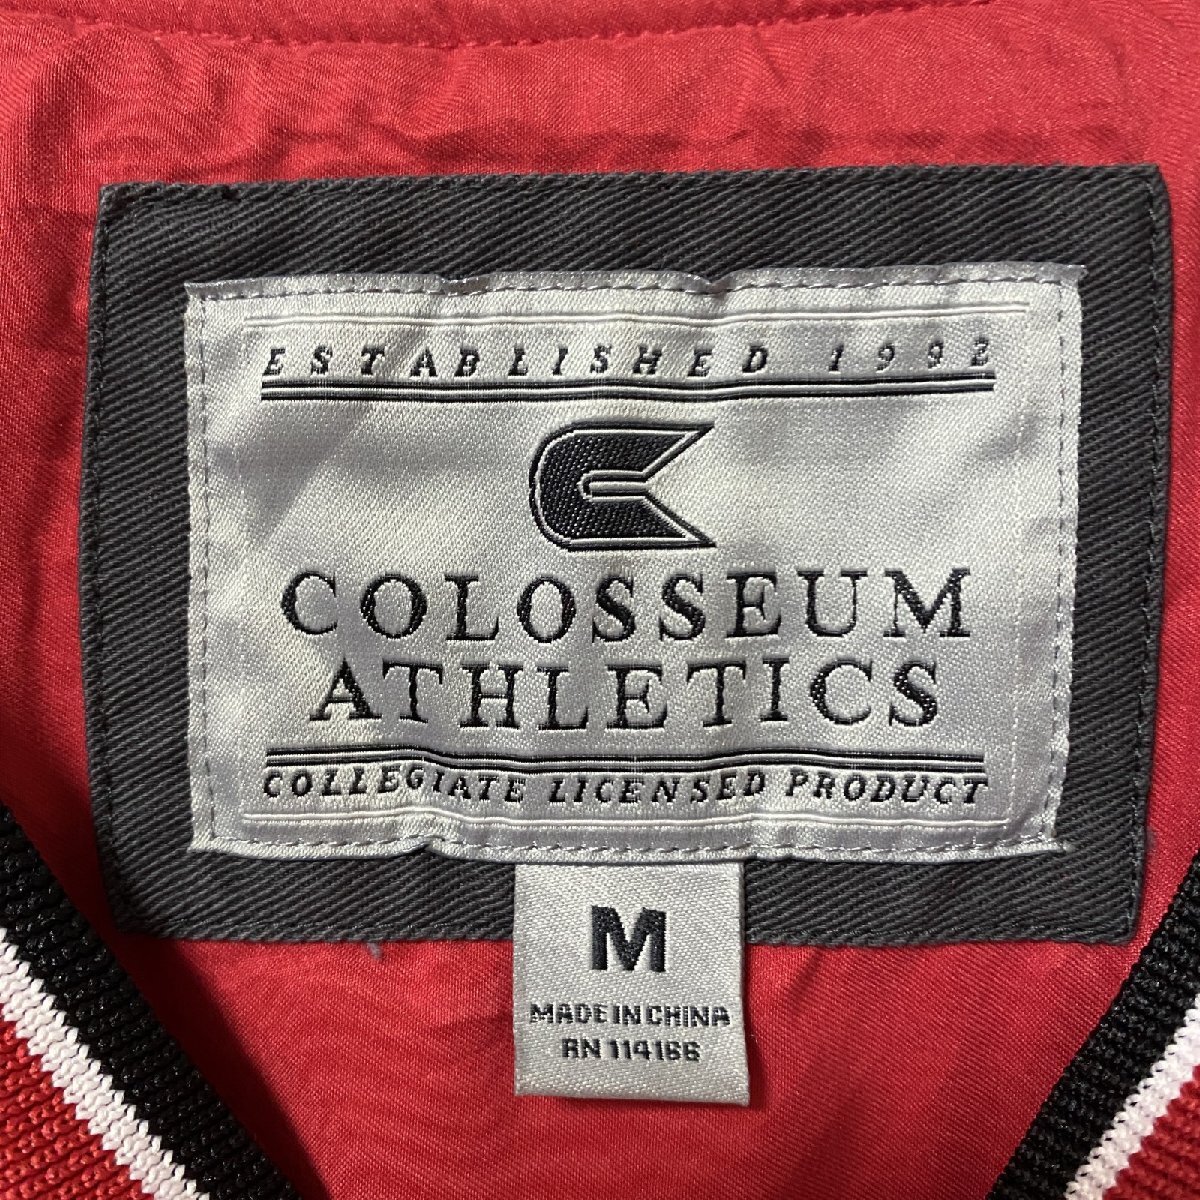 ESTABLISHED 1992
COLOSSEUM
ATHLETICS
COLLEGIATE LICENSED PRODUCT
M
MADE IN CHINA
RN 114166